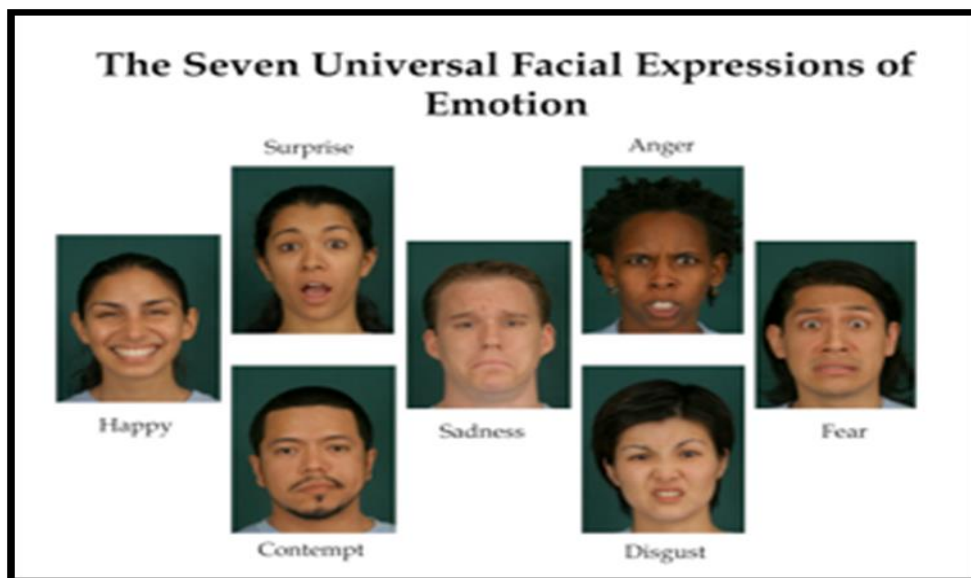 The Seven Universal Facial Expressions of
Emotion
Surprise
Anger
Happy
Sadness
Fear
Contempt
Disgust